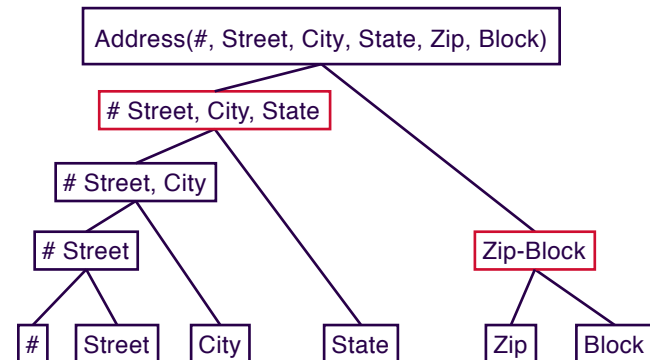 Address(#, Street, City, State, Zip, Block)
# Street, City, State
# Street, City
# Street
Zip-Block
#
Street
City
State
Zip
Block